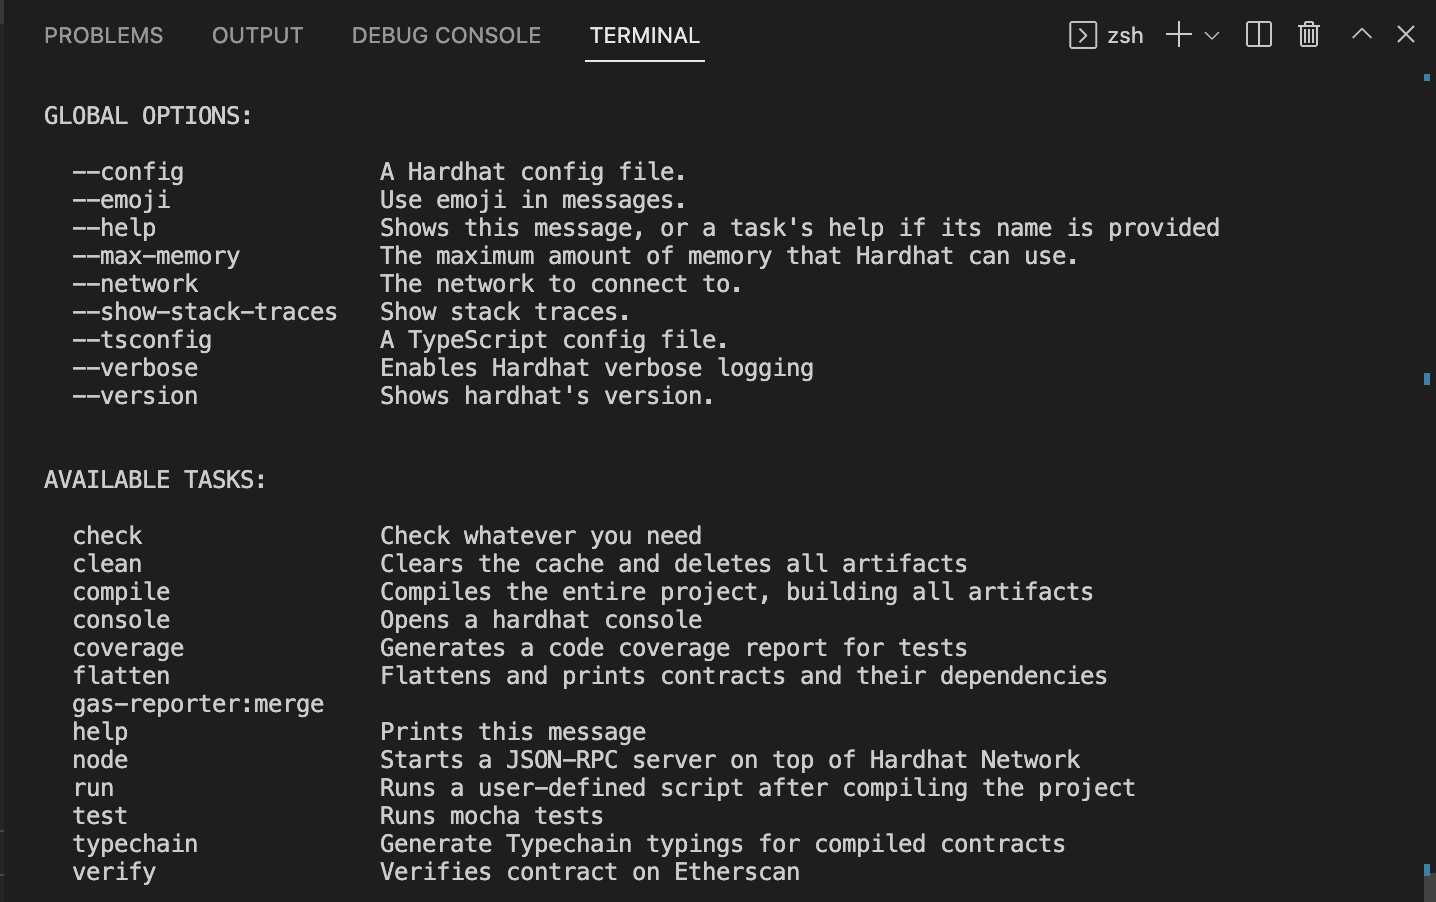 PROBLEMS OUTPUT DEBUG CONSOLE TERMINAL zsh
GLOBAL OPTIONS:
--config A Hardhat config file.
--emoji Use emoji in messages.
--help Shows this message, or a task's help if its name is provided
--max-memory The maximum amount of memory that Hardhat can use.
--network The network to connect to.
--show-stack-traces Show stack traces.
--tsconfig A TypeScript config file.
--verbose Enables Hardhat verbose logging
--version Shows hardhat's version.
AVAILABLE TASKS:
check Check whatever you need
clean Clears the cache and deletes all artifacts
compile Compiles the entire project, building all artifacts
console Opens a hardhat console
coverage Generates a code coverage report for tests
flatten Flattens and prints contracts and their dependencies
gas-reporter:merge
help Prints this message
node Starts a JSON-RPC server on top of Hardhat Network
run Runs a user-defined script after compiling the project
test Runs mocha tests
typechain Generate Typechain typings for compiled contracts
verify Verifies contract on Etherscan